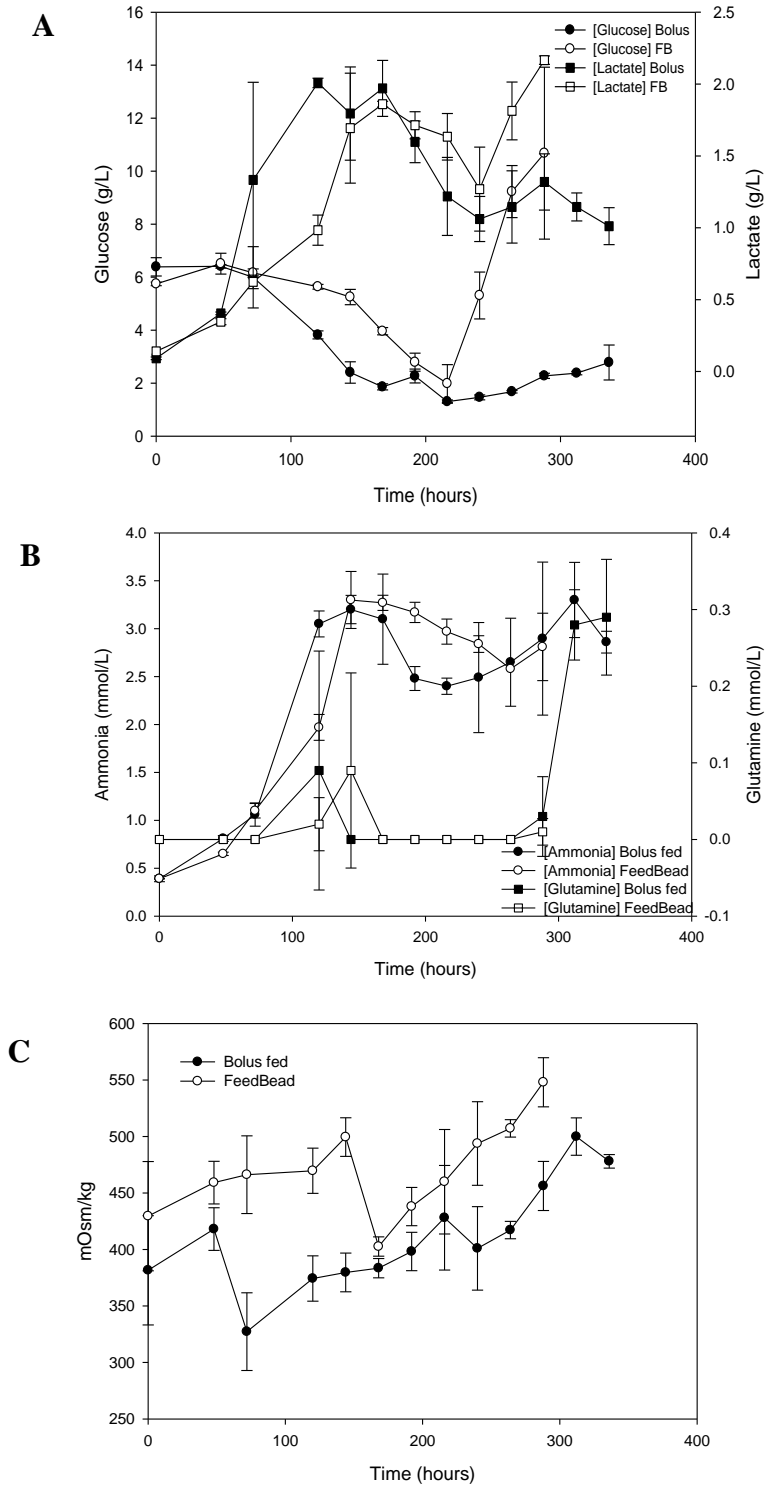 A
16
14
12
10
8
6
4
2
0
Glucose (g/L)
2.5
2.0
1.5
1.0
0.5
0.0
Lactate (g/L)
[Glucose] Bolus
[Glucose] FB
[Lactate] Bolus
[Lactate] FB
0 100 200 300 400
Time (hours)
B
4.0
3.5
3.0
2.5
2.0
1.5
1.0
0.5
0.0
Ammonia (mmol/L)
0.4
0.3
0.2
0.1
0.0
-0.1
Glutamine (mmol/L)
[Ammonia] Bolus fed
[Ammonia] FeedBead
[Glutamine] Bolus fed
[Glutamine] FeedBead
0 100 200 300 400
Time (hours)
C
600
550
500
450
400
350
300
250
mOsm/kg
Bolus fed
FeedBead
0 100 200 300 400
Time (hours)